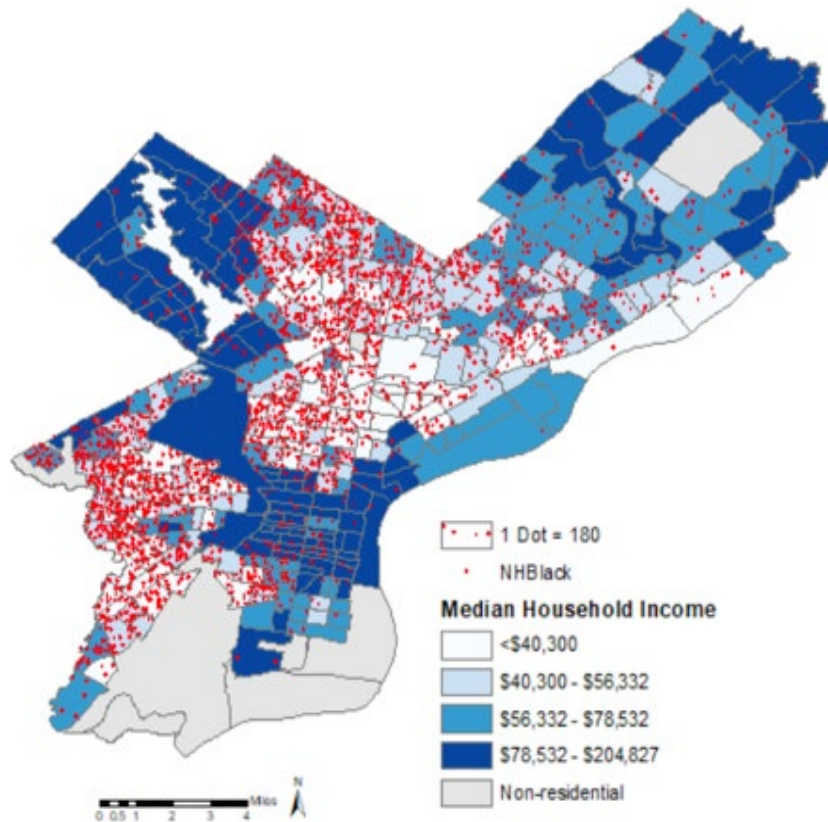 1 Dot = 180
NHBlack
Median Household Income
<$40,300
$40,300 - $56,332
$56,332 - $78,532
$78,532 - $204,827
Non-residential
N
Miles
0 0.5 1 2 3 4